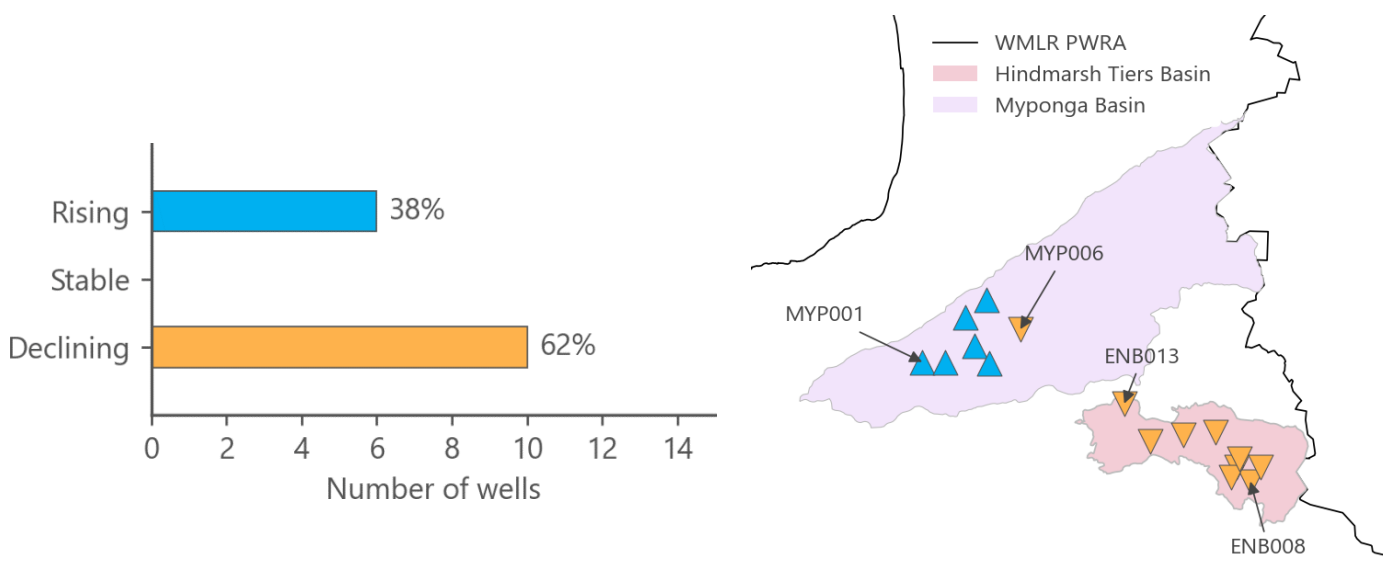 Rising
38%
Stable
Declining
62%
0 2 4 6 8 10 12 14
Number of wells
WMLR PWRA
Hindmarsh Tiers Basin
Myponga Basin
MYP006
MYP001
ENB013
ENB008